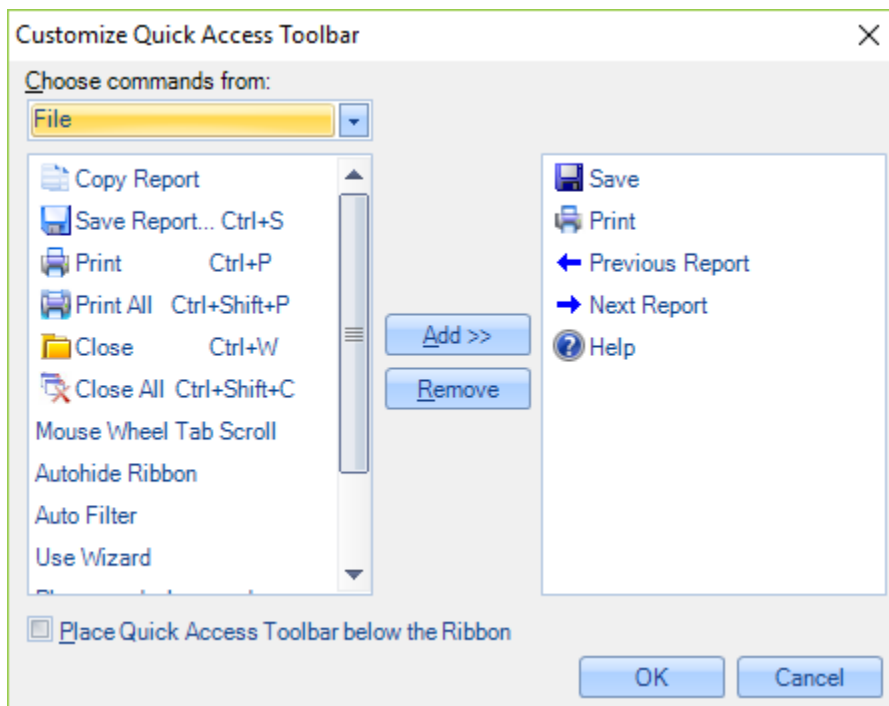 Customize Quick Access Toolbar
Choose commands from:
File
Copy Report
Save Report... Ctrl+S
Print Ctrl+P
Print All Ctrl+Shift+P
Close Ctrl+W
Close All Ctrl+Shift+C
Mouse Wheel Tab Scroll
Autohide Ribbon
Auto Filter
Use Wizard
Add >>
Remove
Save
Print
Previous Report
Next Report
Help
Place Quick Access Toolbar below the Ribbon
OK
Cancel